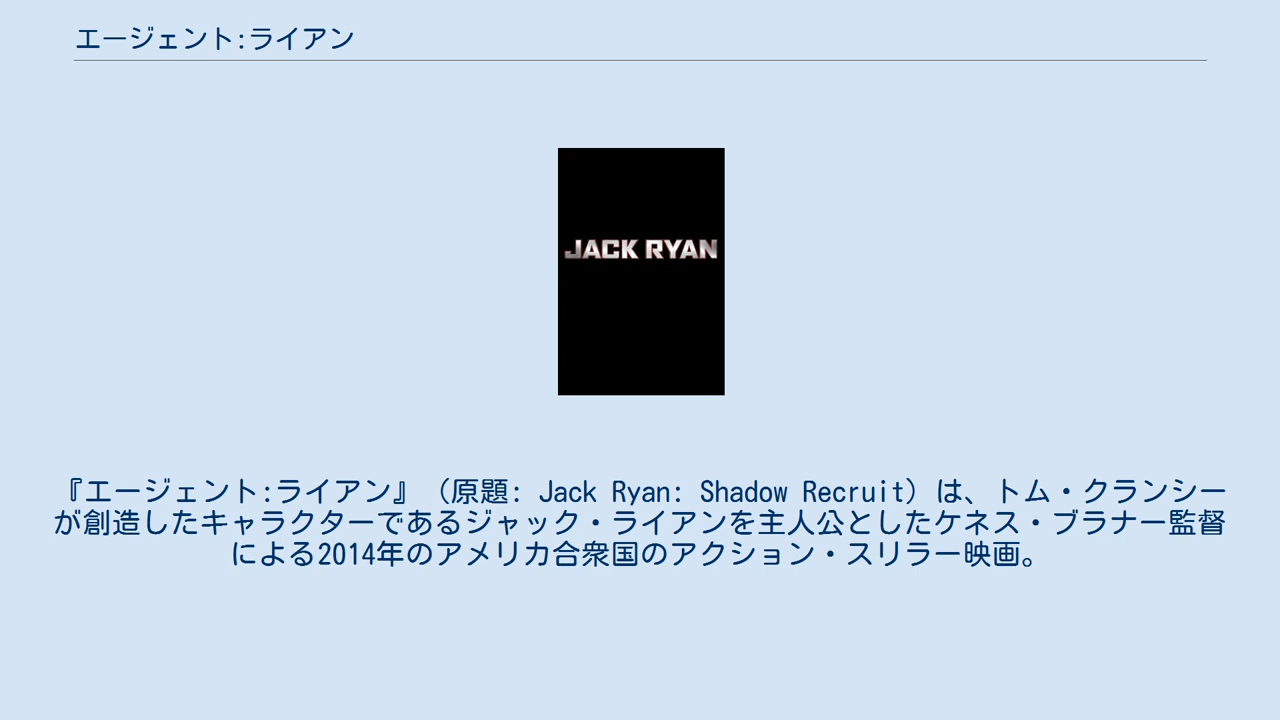 エージェント:ライアン
JACK RYAN
『エージェント:ライアン』（原題: Jack Ryan: Shadow Recruit）は、トム・クランシー
が創造したキャラクターであるジャック・ライアンを主人公としたケネス・ブラナー監督
による2014年のアメリカ合衆国のアクション・スリラー映画。